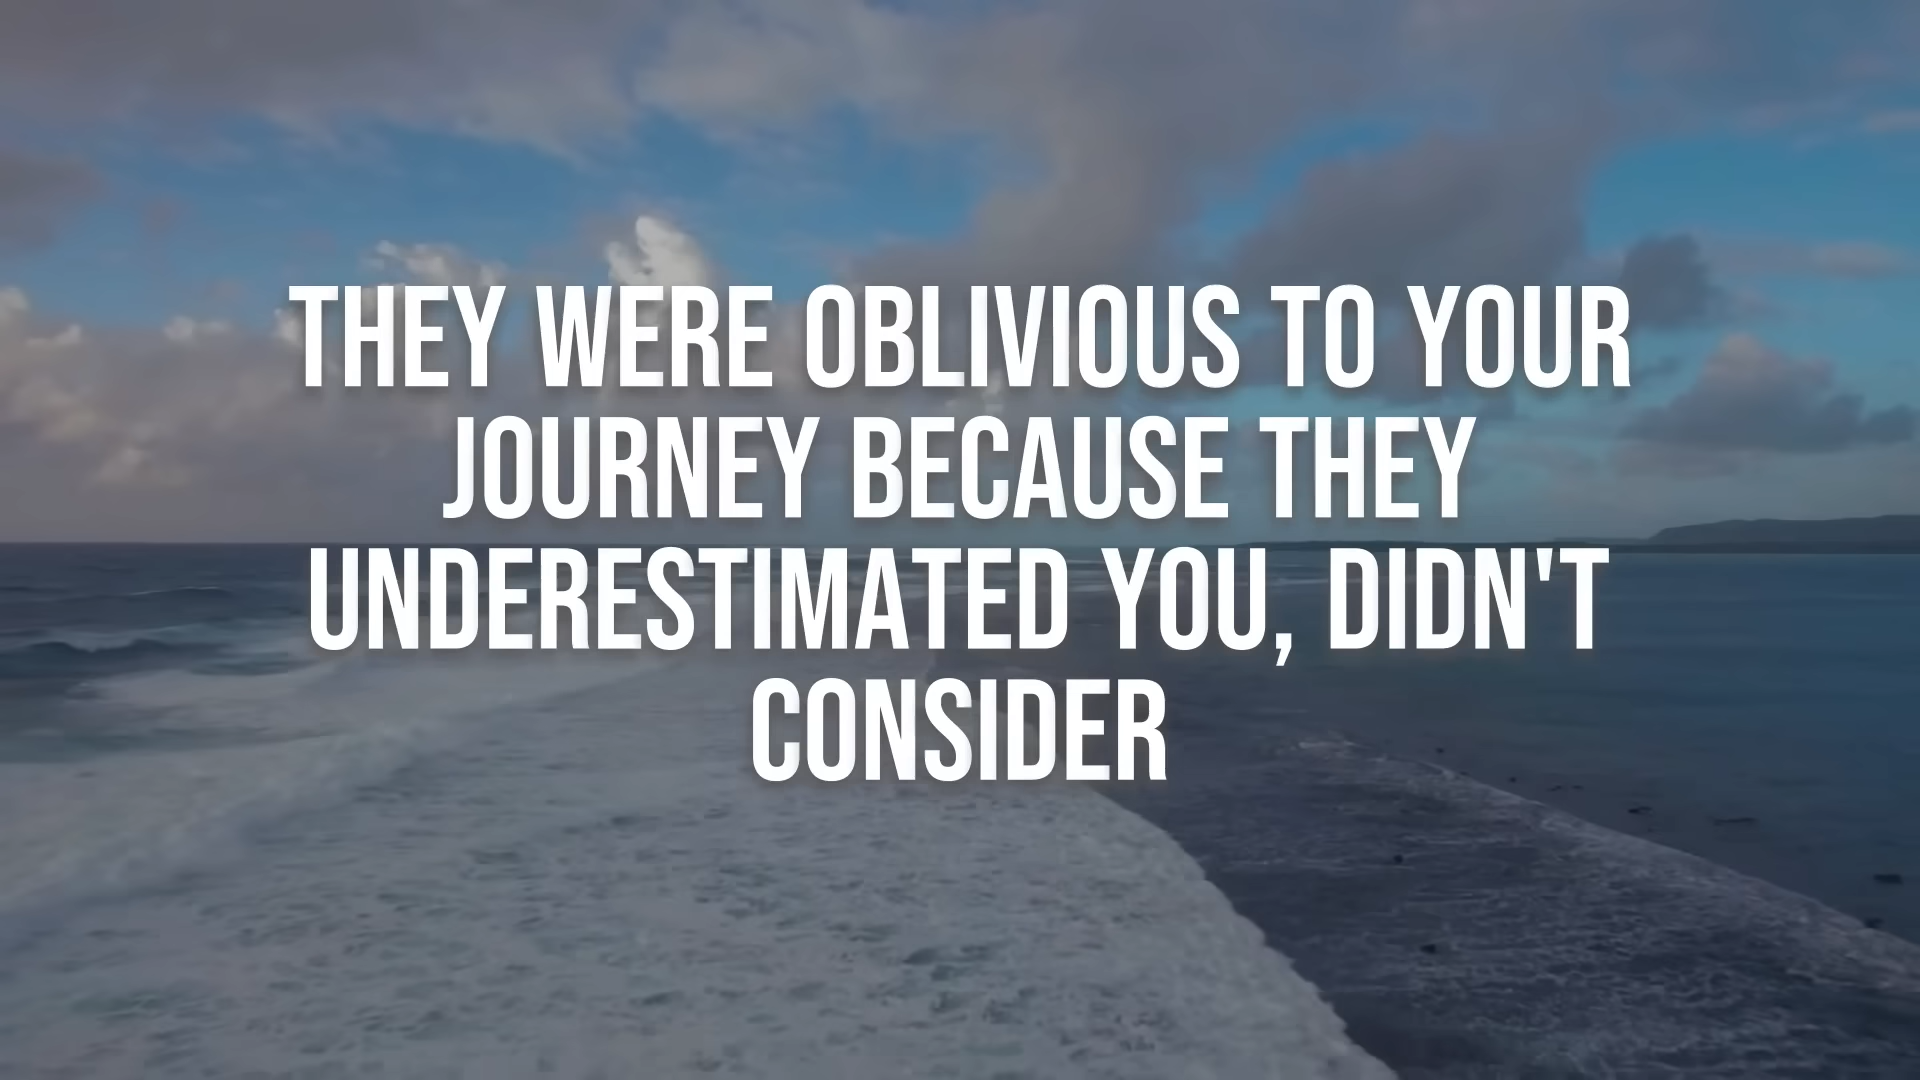 THEY WERE OBLIVIOUS TO YOUR
JOURNEY BECAUSE THEY
UNDERESTIMATED YOU, DIDN'T
CONSIDER